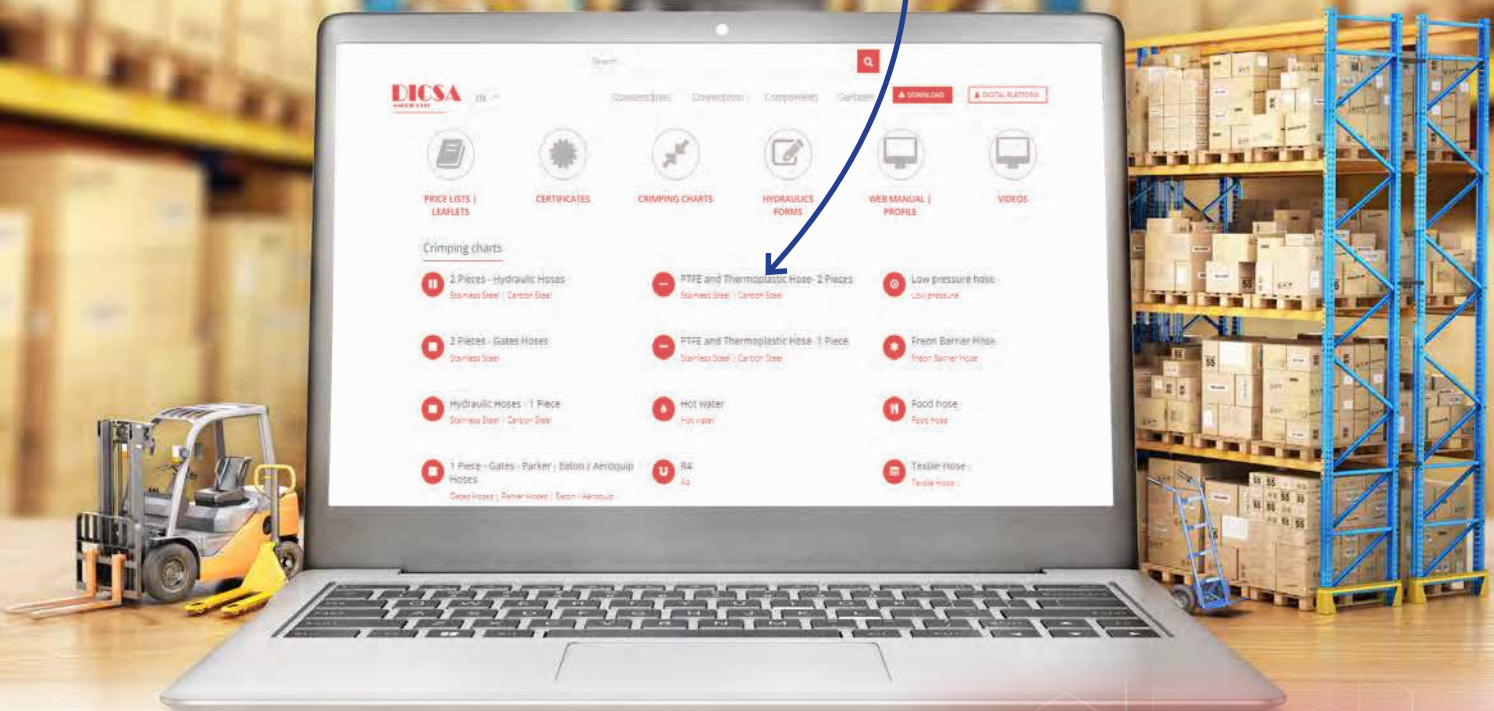 Search
DICSA
EN
Stainless Steel Connections Components Services DOWNLOAD DIGITAL PLATFORM
PRICE LISTS | LEAFLETS
CERTIFICATES
CRIMPING CHARTS
HYDRAULICS FORMS
WEB MANUAL | PROFILE
VIDEOS
Crimping charts
2 Pieces - Hydraulic Hoses
Stainless Steel | Carbon Steel
PTFE and Thermoplastic Hose- 2 Pieces
Stainless Steel | Carbon Steel
Low pressure hose
Low pressure
2 Pieces - Gates Hoses
Stainless Steel
PTFE and Thermoplastic Hose- 1 Piece
Stainless Steel | Carbon Steel
Freon Barrier Hose
Freon Barrier Hose
Hydraulic Hoses - 1 Piece
Stainless Steel | Carbon Steel
Hot water
Hot water
Food hose
Food hose
1 Piece - Gates - Parker - Eaton / Aeroquip
Hoses
Gates Hoses | Parker Hoses | Eaton / Aeroquip
R4
R4
Textile Hose
Textile Hose